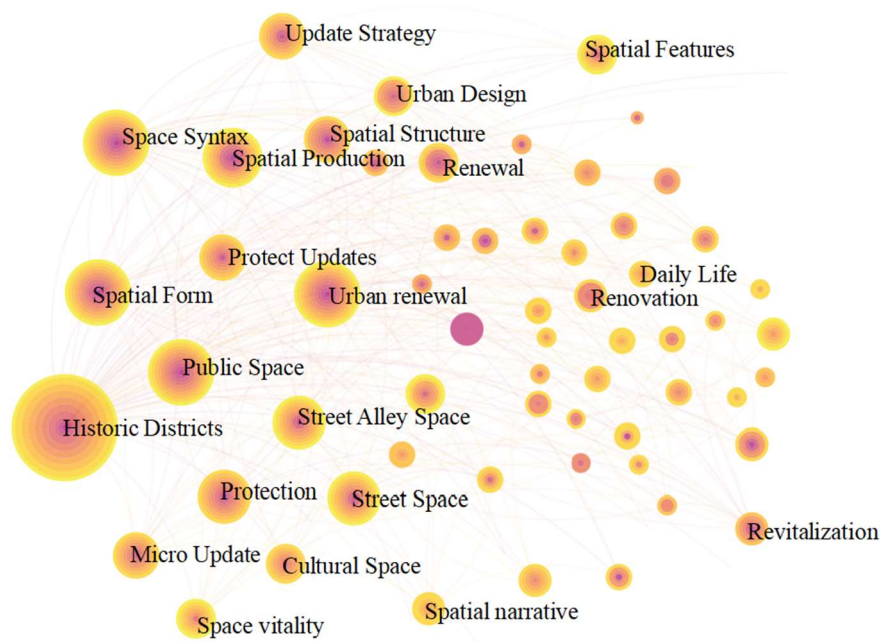 Update Strategy
Spatial Features
Urban Design
Space Syntax
Spatial Structure
Spatial Production
Renewal
Protect Updates
Daily Life
Spatial Form
Urban renewal
Renovation
Public Space
Street Alley Space
Historic Districts
Protection
Street Space
Revitalization
Micro Update
Cultural Space
Spatial narrative
Space vitality